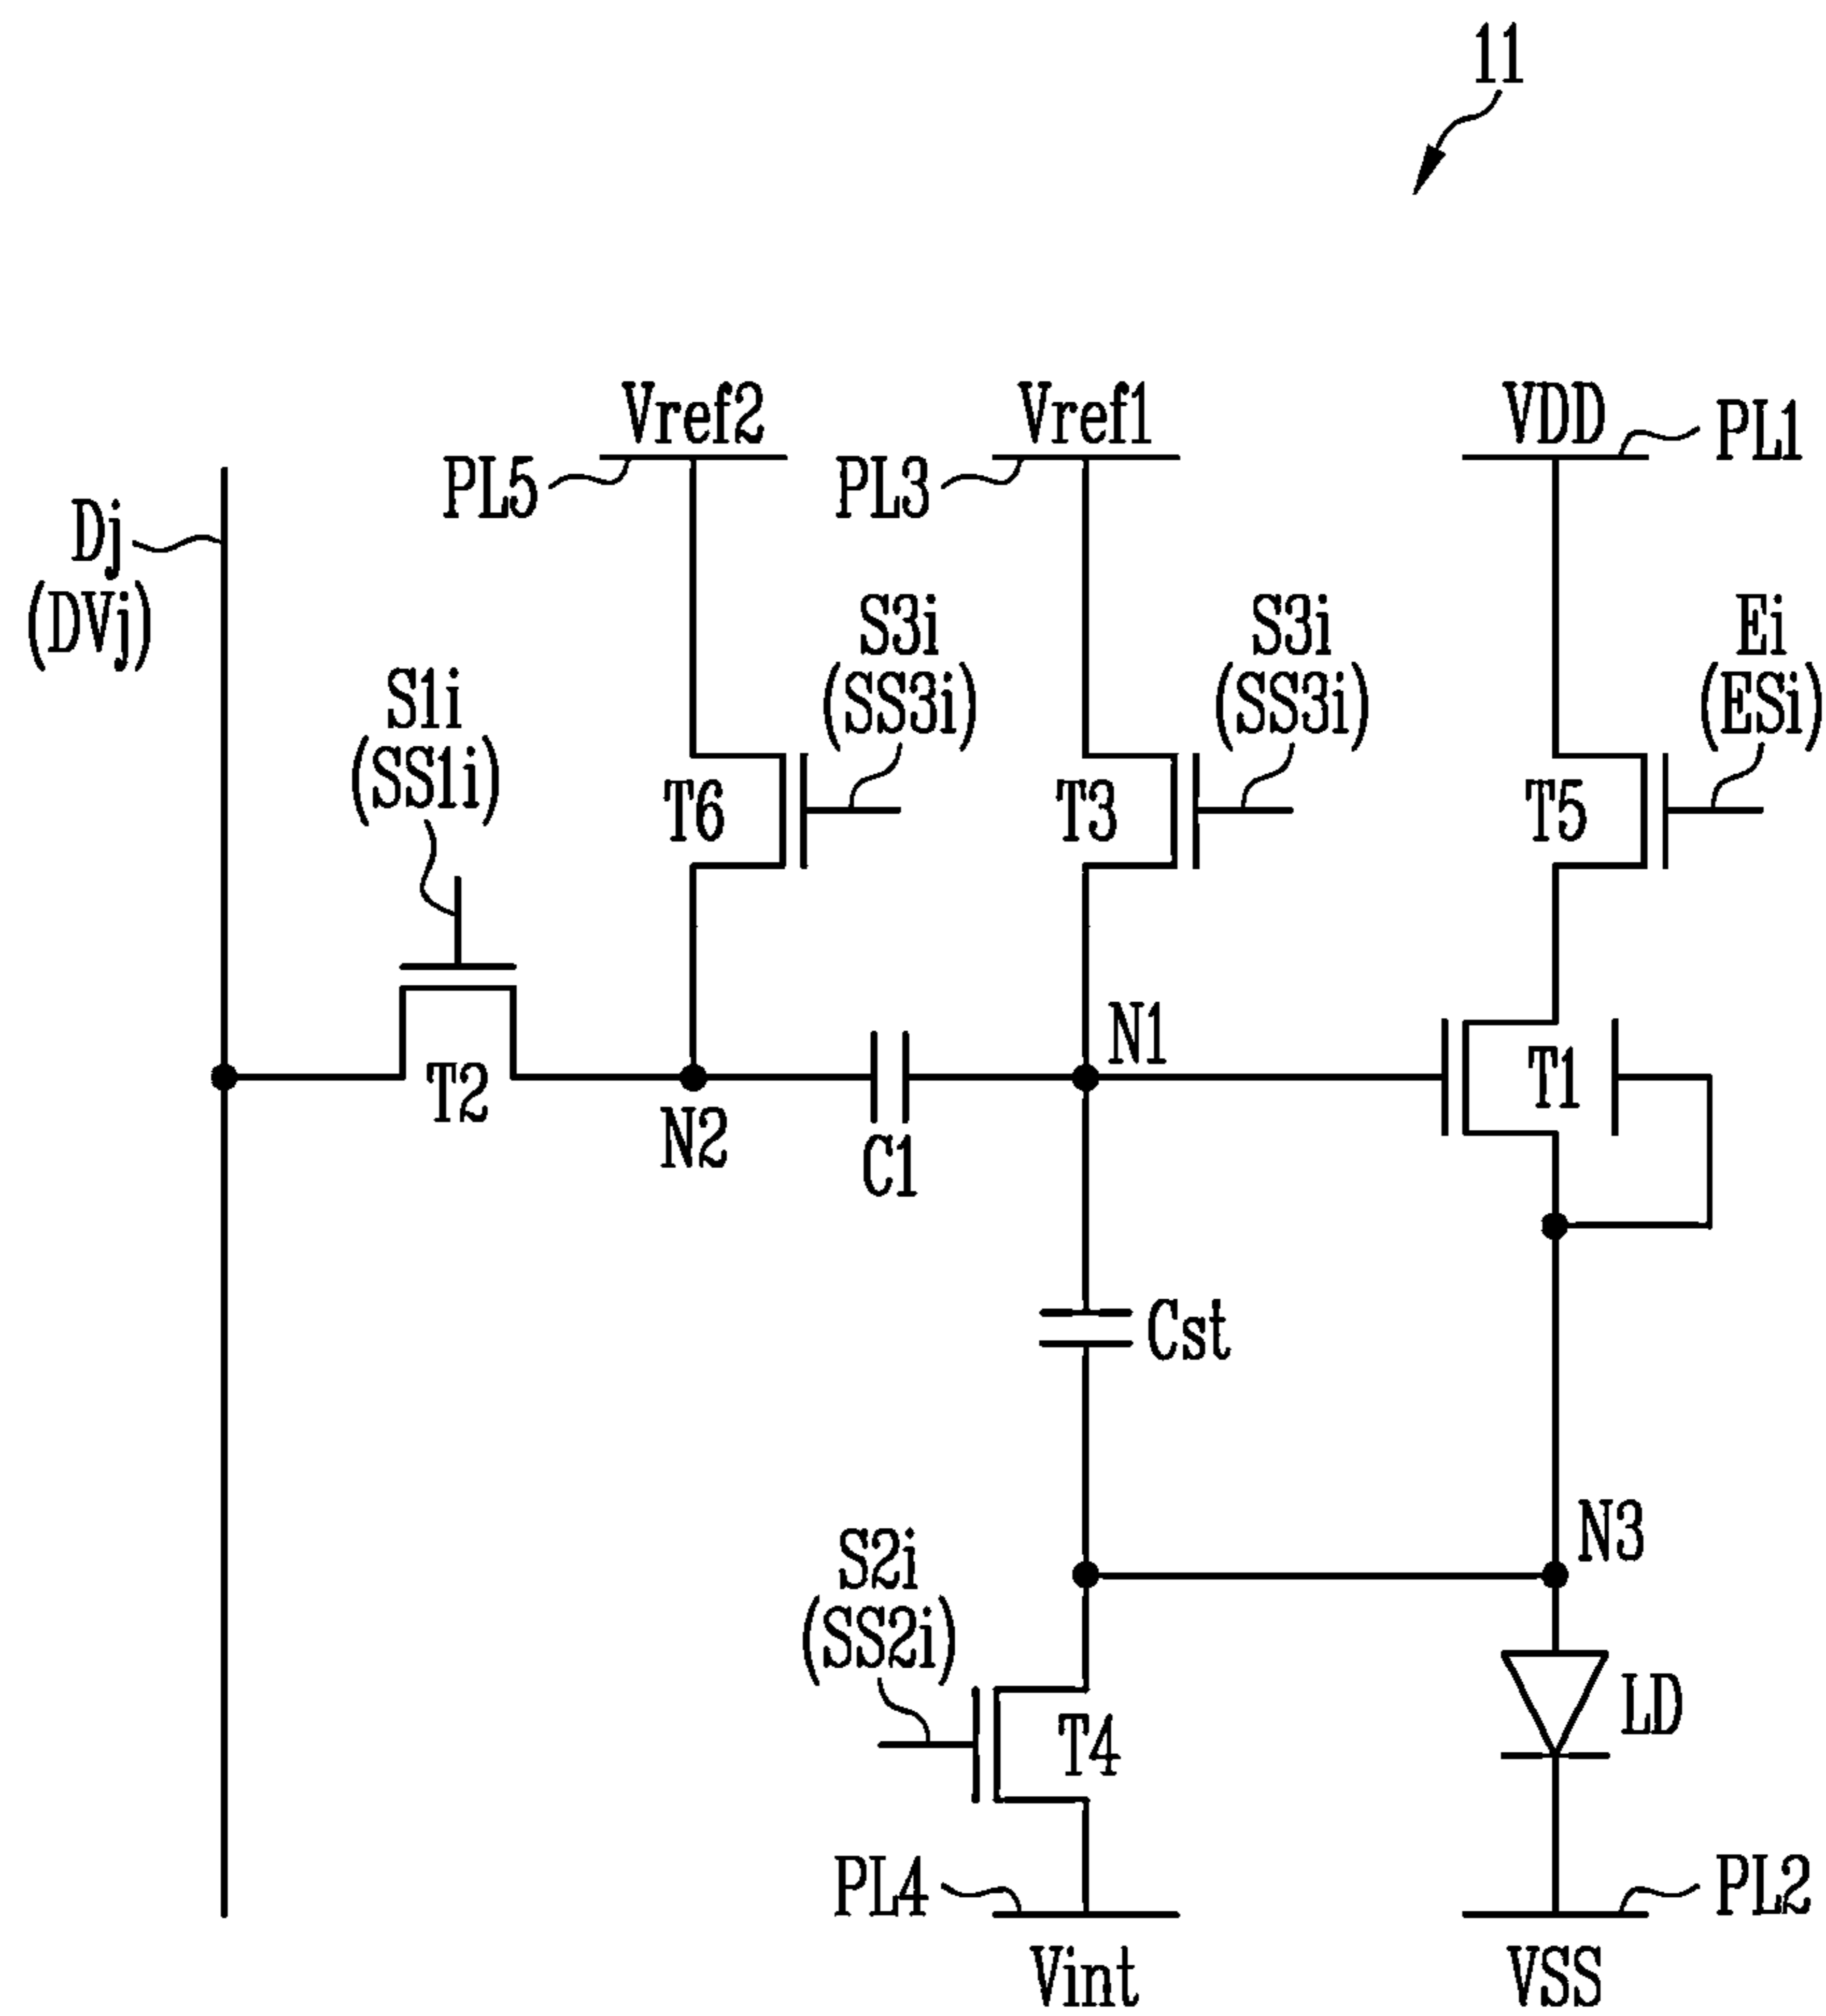 11
Vref2
Vref1
VDD
PL1
PL5
PL3
Dj
(DVj)
S3i
(SS3i)
S3i
(SS3i)
Ei
(ESi)
S1i
(SS1i)
T6
T3
T5
N1
T2
T1
N2
C1
Cst
N3
S2i
(SS2i)
LD
T4
PL4
PL2
Vint
VSS